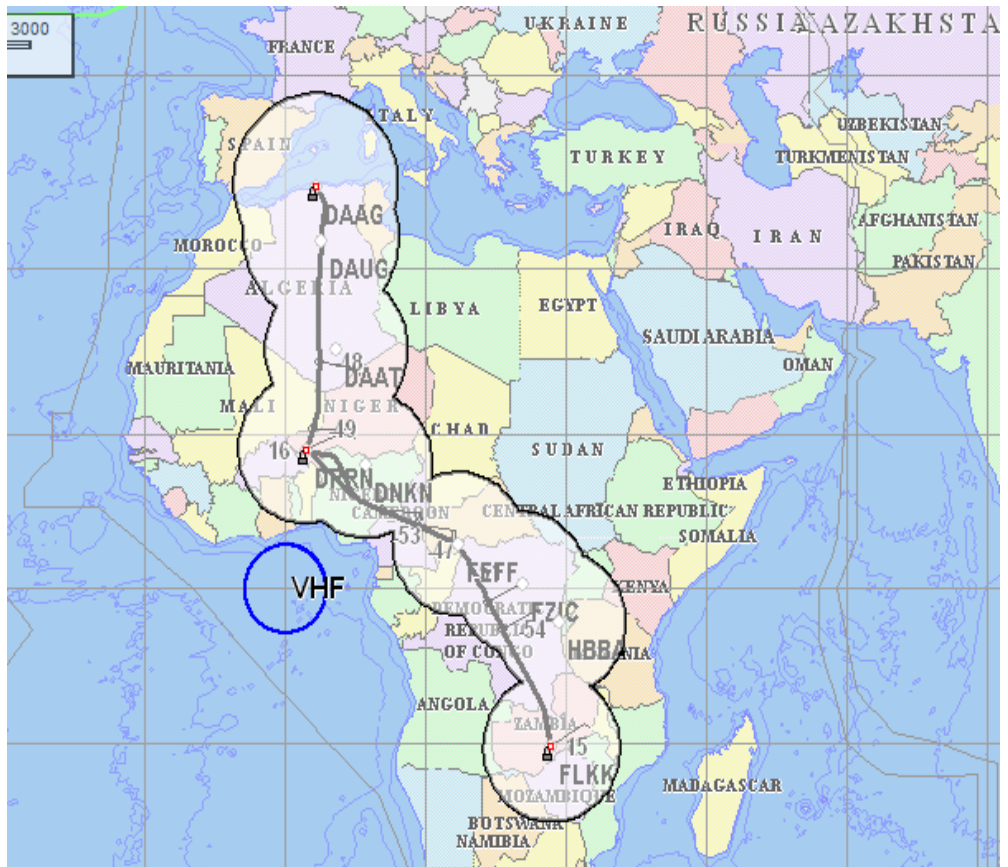 3000
UKRAINE
RUSSIA
KAZAKHSTA
FRANCE
ITALY
SPAIN
UZBEKISTAN
TURKEY
TURKMENISTAN
DAAG
AFGHANISTAN
MOROCCO
IRAQ
IRAN
PAKISTAN
DAUG
ALGERIA
LIBYA
EGYPT
SAUDI ARABIA
OMAN
MAURITANIA
48
DAAT
MALI
NIGER
49
CHAD
SUDAN
16
DRRN
DNKN
ETHIOPIA
CAMEROON
CENTRAL AFRICAN REPUBLIC
53
47
SOMALIA
VHF
FEFF
KENYA
DEMOCRATIC
FZIC
REPUBLIC
54
OF CONGO
HBBA
NIA
ANGOLA
ZAMBIA
15
FLKK
MADAGASCAR
MOZAMBIQUE
BOTSWANA
NAMIBIA